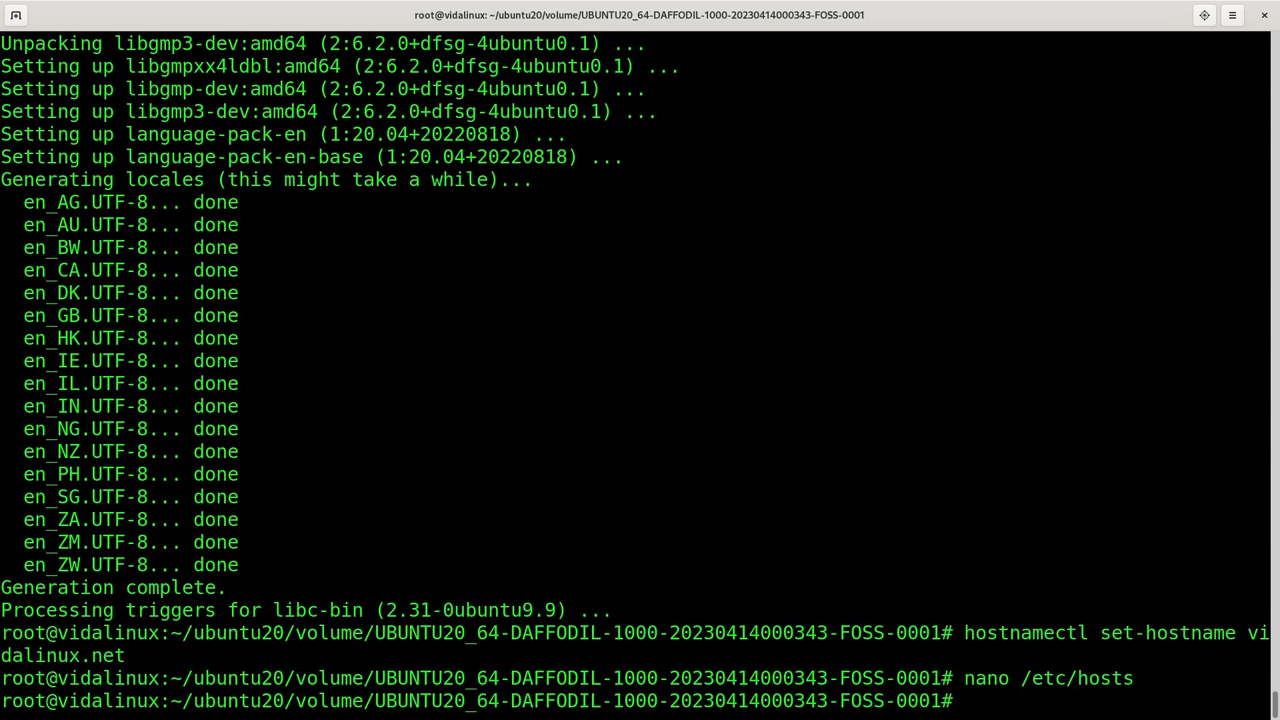 root@vidalinux: ~/ubuntu20/volume/UBUNTU20_64-DAFFODIL-1000-20230414000343-FOSS-0001
Unpacking libgmp3-dev:amd64 (2:6.2.0+dfsg-4ubuntu0.1) ...
Setting up libgmpxx4ldbl:amd64 (2:6.2.0+dfsg-4ubuntu0.1) ...
Setting up libgmp-dev:amd64 (2:6.2.0+dfsg-4ubuntu0.1) ...
Setting up libgmp3-dev:amd64 (2:6.2.0+dfsg-4ubuntu0.1) ...
Setting up language-pack-en (1:20.04+20220818) ...
Setting up language-pack-en-base (1:20.04+20220818) ...
Generating locales (this might take a while)...
  en_AG.UTF-8... done
  en_AU.UTF-8... done
  en_BW.UTF-8... done
  en_CA.UTF-8... done
  en_DK.UTF-8... done
  en_GB.UTF-8... done
  en_HK.UTF-8... done
  en_IE.UTF-8... done
  en_IL.UTF-8... done
  en_IN.UTF-8... done
  en_NG.UTF-8... done
  en_NZ.UTF-8... done
  en_PH.UTF-8... done
  en_SG.UTF-8... done
  en_ZA.UTF-8... done
  en_ZM.UTF-8... done
  en_ZW.UTF-8... done
Generation complete.
Processing triggers for libc-bin (2.31-0ubuntu9.9) ...
root@vidalinux:~/ubuntu20/volume/UBUNTU20_64-DAFFODIL-1000-20230414000343-FOSS-0001# hostnamectl set-hostname vi
dalinux.net
root@vidalinux:~/ubuntu20/volume/UBUNTU20_64-DAFFODIL-1000-20230414000343-FOSS-0001# nano /etc/hosts
root@vidalinux:~/ubuntu20/volume/UBUNTU20_64-DAFFODIL-1000-20230414000343-FOSS-0001#